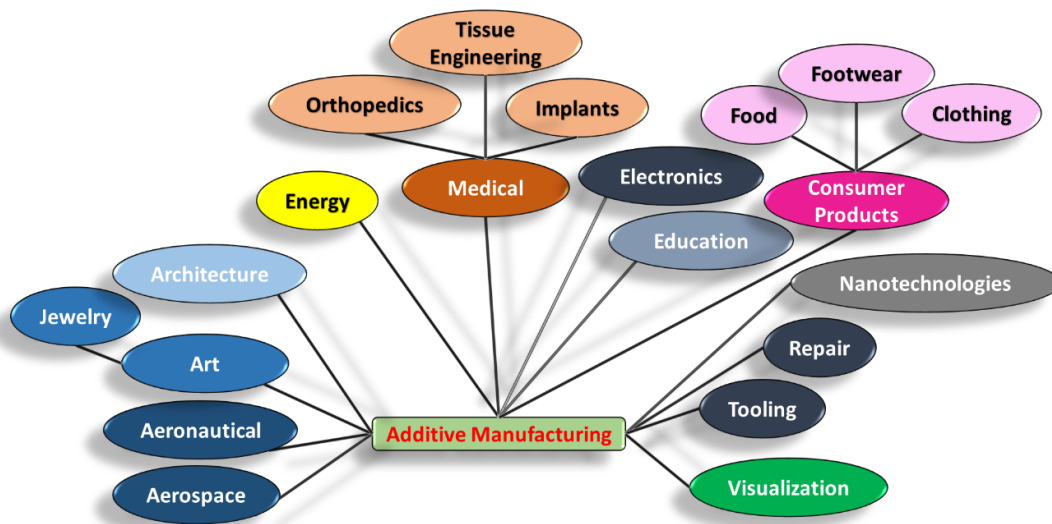 Tissue
Engineering
Orthopedics
Implants
Footwear
Food
Clothing
Energy
Medical
Electronics
Consumer
Products
Education
Architecture
Nanotechnologies
Jewelry
Art
Repair
Tooling
Aeronautical
Additive Manufacturing
Aerospace
Visualization